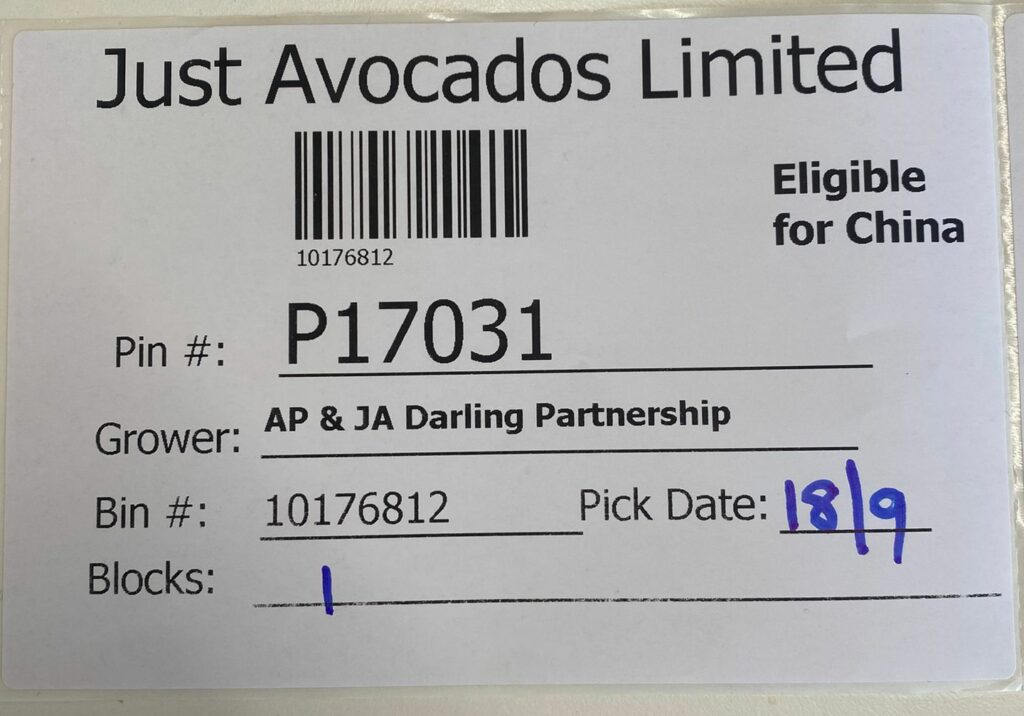 Just Avocados Limited
Eligible
for China
10176812
Pin #: P17031
Grower: AP & JA Darling Partnership
Bin #: 10176812 Pick Date: 18/9
Blocks: 1